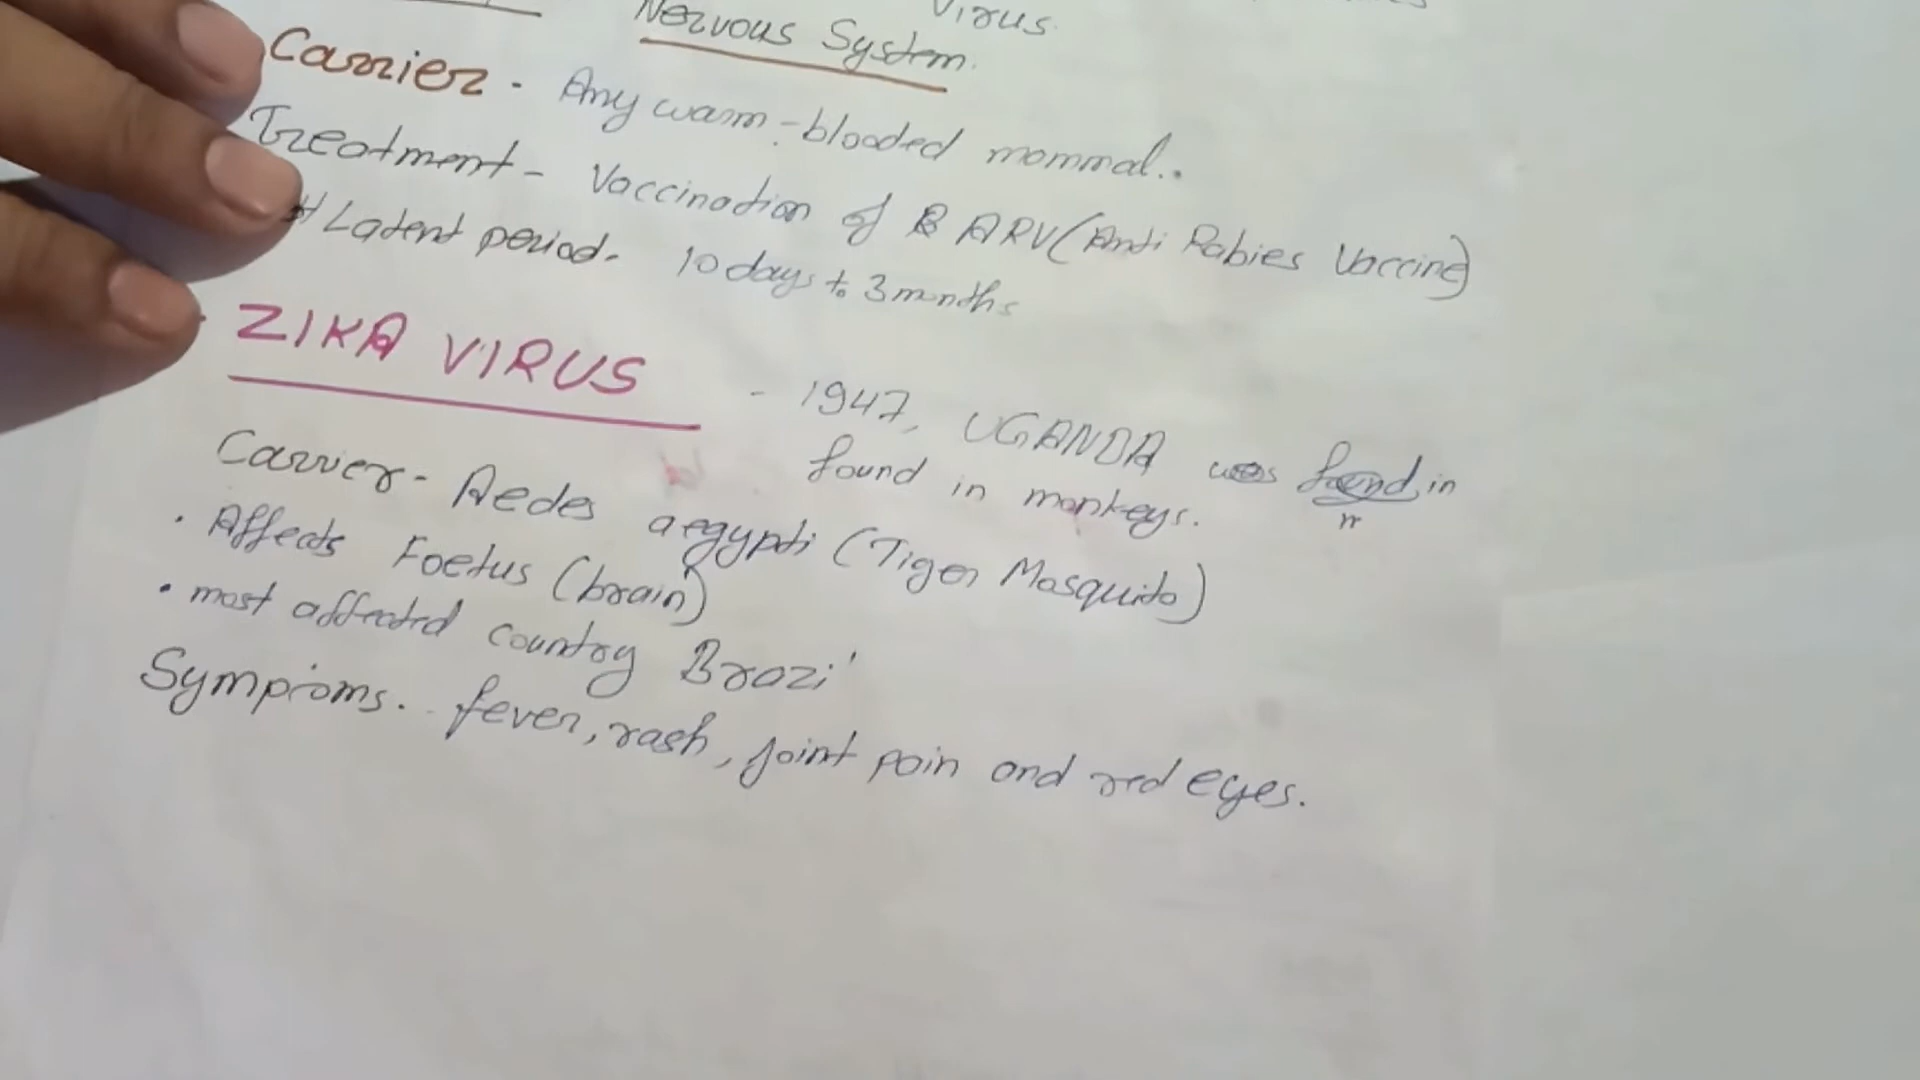 Virus.
Nervous System.
Carrier - Any warm-blooded mammal..
Treatment - Vaccination of ARV (Anti Rabies Vaccine)
Latent period. 10 days to 3 months
ZIKA VIRUS - 1947, UGANDA was found in
found in monkeys.
Carrier - Aedes aegypti (Tiger Mosquito)
• Affects Foetus (brain)
• most affected country Brazi
Sympioms.. fever, rash, joint pain and red eyes.